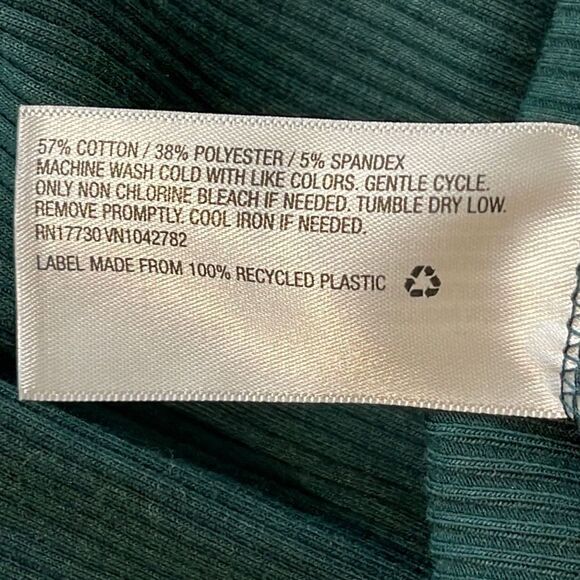 57% COTTON / 38% POLYESTER / 5% SPANDEX
MACHINE WASH COLD WITH LIKE COLORS. GENTLE CYCLE.
ONLY NON CHLORINE BLEACH IF NEEDED. TUMBLE DRY LOW.
REMOVE PROMPTLY. COOL IRON IF NEEDED.
RN17730 VN1042782
LABEL MADE FROM 100% RECYCLED PLASTIC